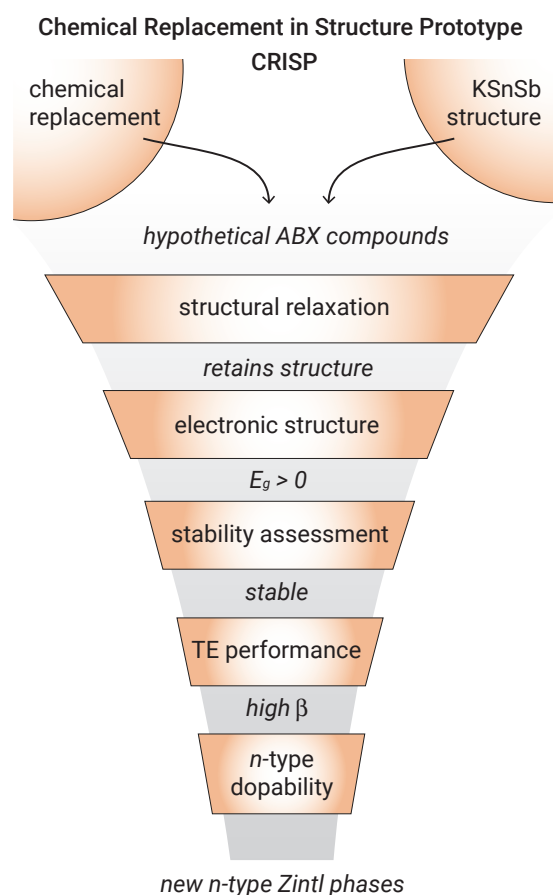 Chemical Replacement in Structure Prototype
CRISP
chemical
replacement
KSnSb
structure
hypothetical ABX compounds
structural relaxation
retains structure
electronic structure
E_g > 0
stability assessment
stable
TE performance
high β
n-type
dopability
new n-type Zintl phases